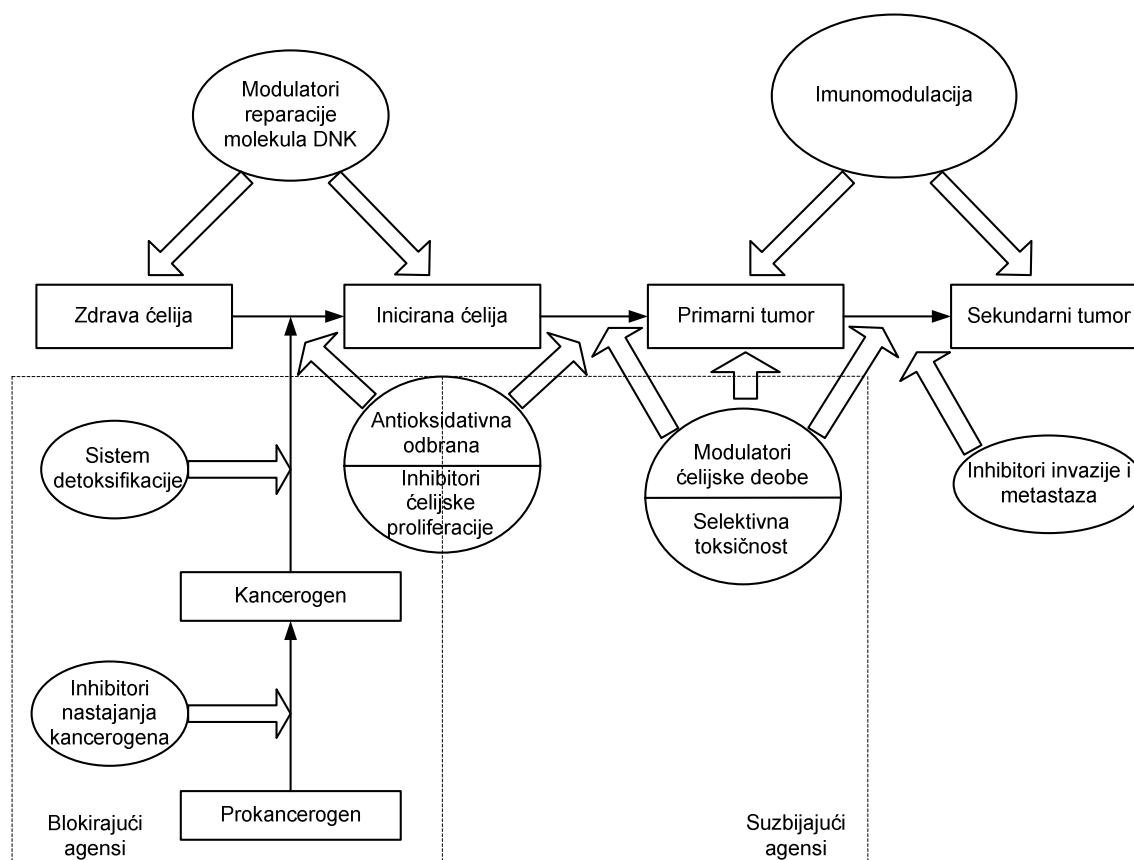 Modulatori
reparacije
molekula DNK
Imunomodulacija
Zdrava ćelija
Inicirana ćelija
Primarni tumor
Sekundarni tumor
Antioksidativna
odbrana
Inhibitori
ćelijske
proliferacije
Modulatori
ćelijske deobe
Selektivna
toksičnost
Inhibitori invazije i
metastaza
Sistem
detoksifikacije
Kancerogen
Inhibitori
nastajanja
kancerogena
Prokancerogen
Blokirajući
agensi
Suzbijajući
agensi